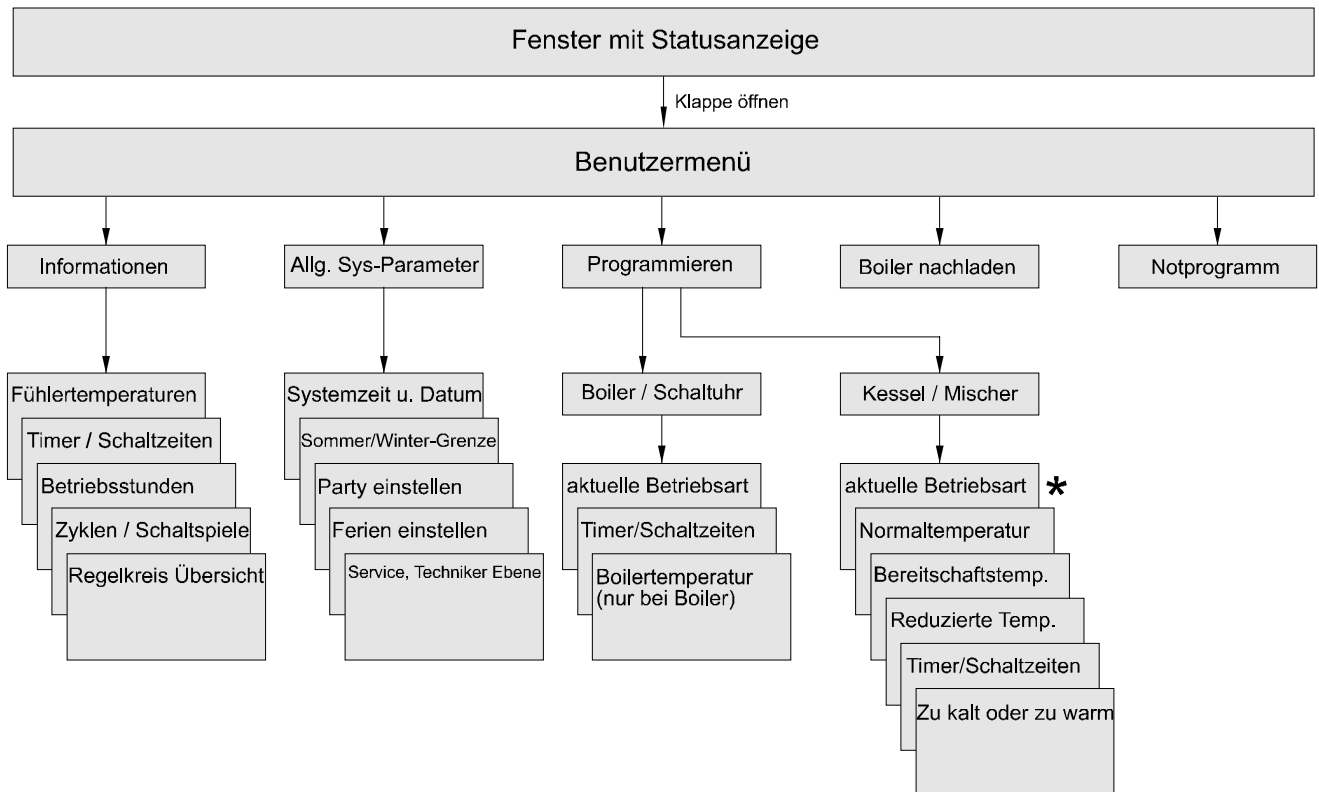 Fenster mit Statusanzeige
Klappe öffnen
Benutzermenü
Informationen
Allg. Sys-Parameter
Programmieren
Boiler nachladen
Notprogramm
Fühlertemperaturen
Timer / Schaltzeiten
Betriebsstunden
Zyklen / Schaltspiele
Regelkreis Übersicht
Systemzeit u. Datum
Sommer/Winter-Grenze
Party einstellen
Ferien einstellen
Service, Techniker Ebene
Boiler / Schaltuhr
aktuelle Betriebsart
Timer/Schaltzeiten
Boilertemperatur
(nur bei Boiler)
Kessel / Mischer
aktuelle Betriebsart *
Normaltemperatur
Bereitschaftstemp.
Reduzierte Temp.
Timer/Schaltzeiten
Zu kalt oder zu warm